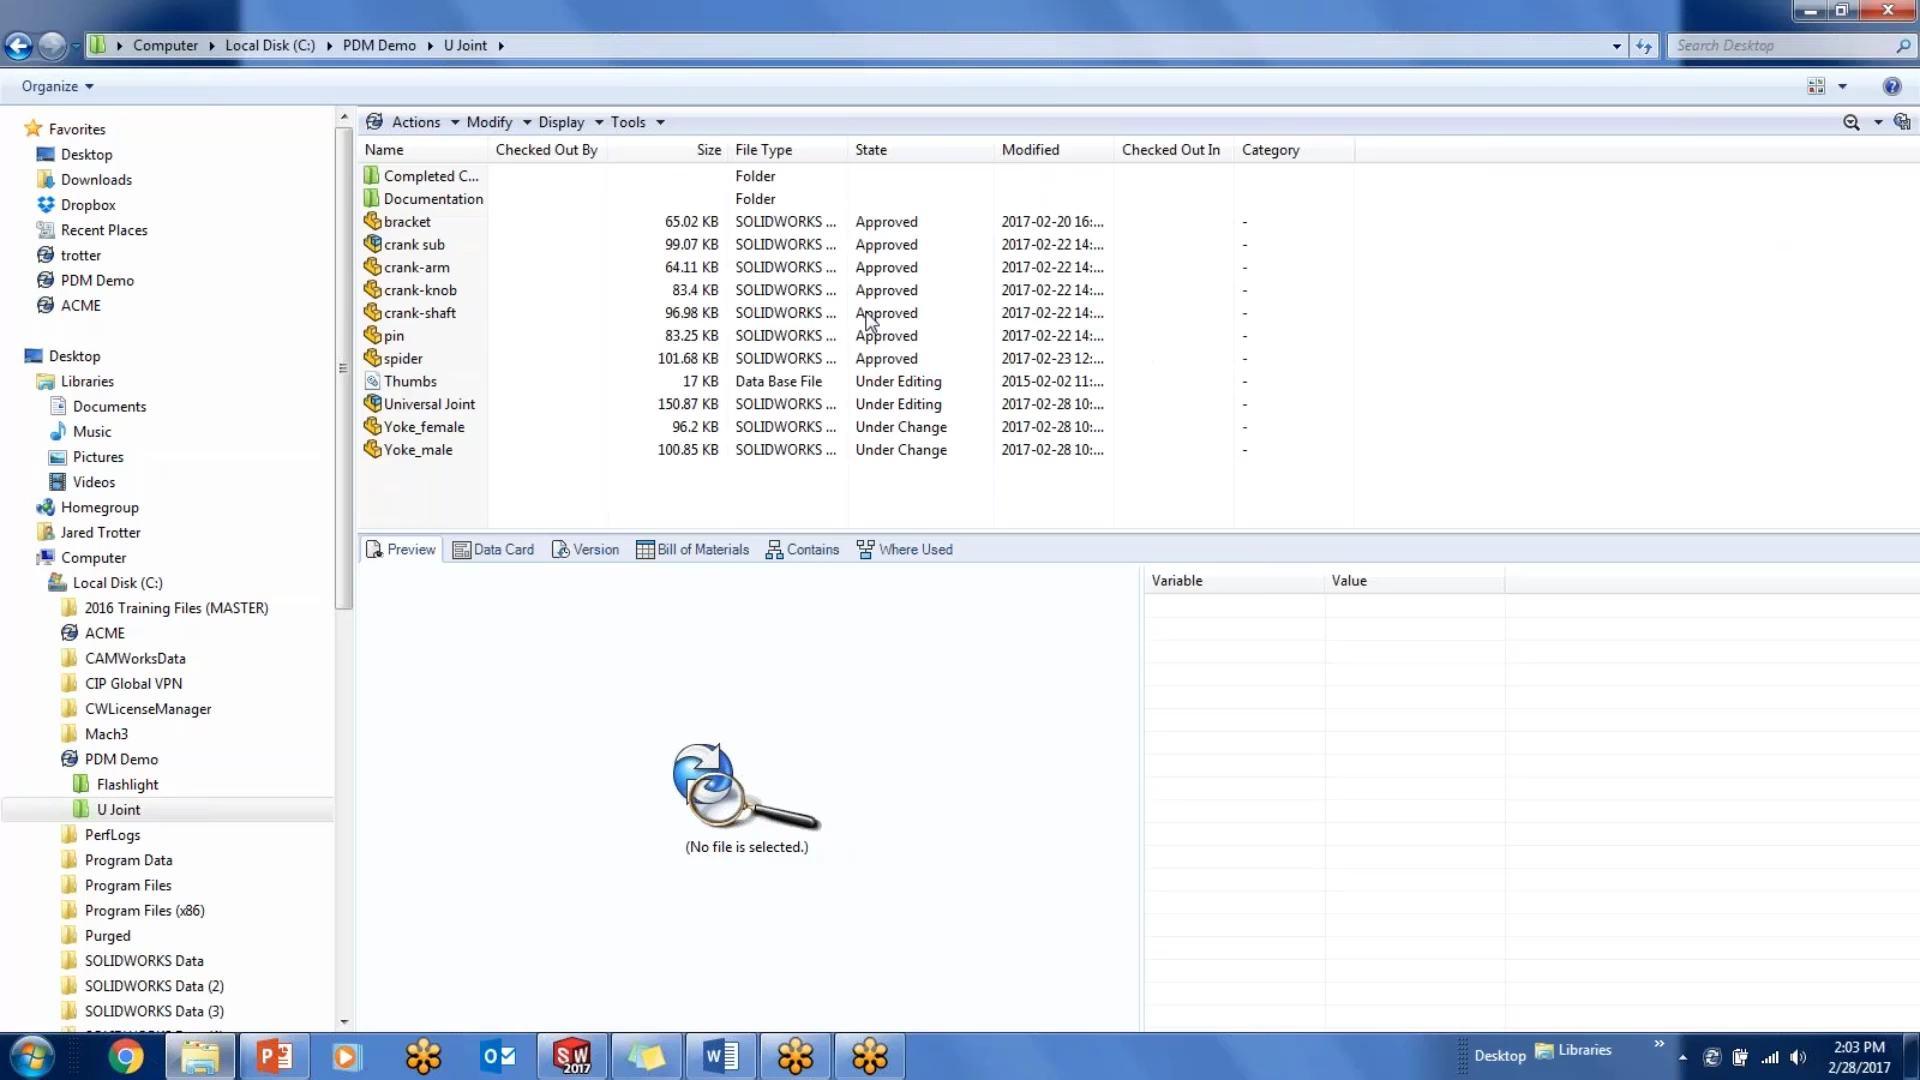 Computer Local Disk (C:) PDM Demo U Joint
Search Desktop
Organize
Favorites
Desktop
Downloads
Dropbox
Recent Places
trotter
PDM Demo
ACME
Desktop
Libraries
Documents
Music
Pictures
Videos
Homegroup
Jared Trotter
Computer
Local Disk (C:)
2016 Training Files (MASTER)
ACME
CAMWorksData
CIP Global VPN
CWLicenseManager
Mach3
PDM Demo
Flashlight
U Joint
PerfLogs
Program Data
Program Files
Program Files (x86)
Purged
SOLIDWORKS Data
SOLIDWORKS Data (2)
SOLIDWORKS Data (3)
Actions Modify Display Tools
Name Checked Out By Size File Type State Modified Checked Out In Category
Completed C... Folder
Documentation Folder
bracket 65.02 KB SOLIDWORKS ... Approved 2017-02-20 16:... -
crank sub 99.07 KB SOLIDWORKS ... Approved 2017-02-22 14:... -
crank-arm 64.11 KB SOLIDWORKS ... Approved 2017-02-22 14:... -
crank-knob 83.4 KB SOLIDWORKS ... Approved 2017-02-22 14:... -
crank-shaft 96.98 KB SOLIDWORKS ... Approved 2017-02-22 14:... -
pin 83.25 KB SOLIDWORKS ... Approved 2017-02-22 14:... -
spider 101.68 KB SOLIDWORKS ... Approved 2017-02-23 12:... -
Thumbs 17 KB Data Base File Under Editing 2015-02-02 11:... -
Universal Joint 150.87 KB SOLIDWORKS ... Under Editing 2017-02-28 10:... -
Yoke_female 96.2 KB SOLIDWORKS ... Under Change 2017-02-28 10:... -
Yoke_male 100.85 KB SOLIDWORKS ... Under Change 2017-02-28 10:... -
Preview Data Card Version Bill of Materials Contains Where Used
Variable Value
(No file is selected.)
SW 2017
Desktop Libraries »
2:03 PM
2/28/2017